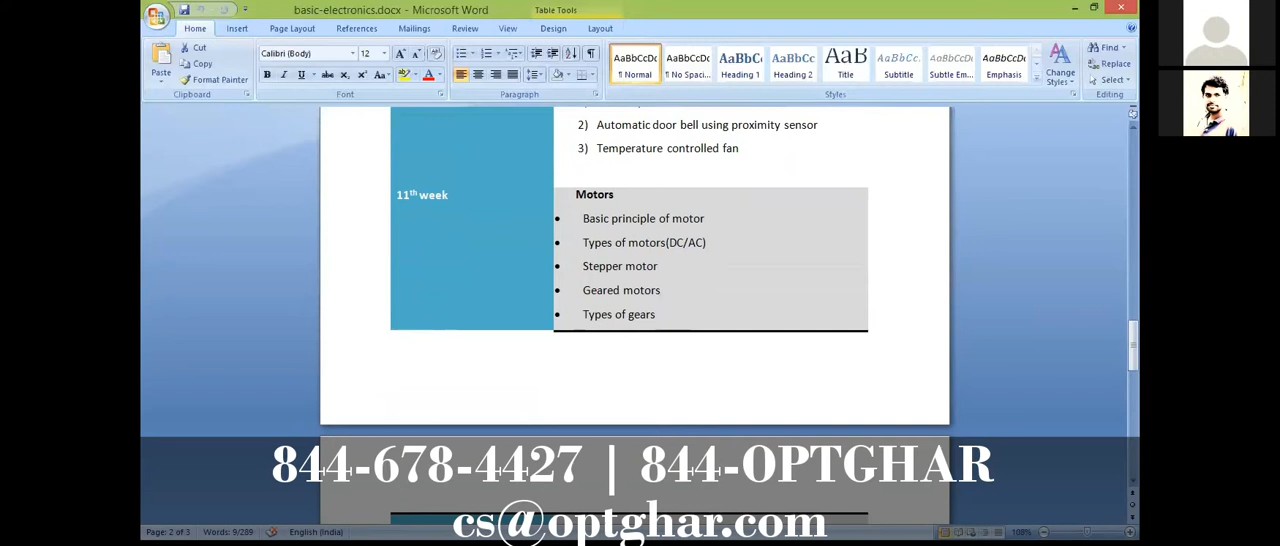 basic-electronics.docx - Microsoft Word
Table Tools
Home Insert Page Layout References Mailings Review View Design Layout
Paste
Cut
Copy
Format Painter
Clipboard
Calibri (Body) 12
Font
Paragraph
AaBbCcDc AaBbCcDc AaBbC AaBbCc AaB AaBbCc. AaBbCcDc AaBbCcDc
¶ Normal ¶ No Spaci... Heading 1 Heading 2 Title Subtitle Subtle Em... Emphasis
Change Styles
Styles
Find
Replace
Select
Editing
2) Automatic door bell using proximity sensor
3) Temperature controlled fan
11th week
Motors
• Basic principle of motor
• Types of motors(DC/AC)
• Stepper motor
• Geared motors
• Types of gears
844-678-4427 | 844-OPTGHAR
cs@optghar.com
Page: 2 of 3 Words: 9/289 English (India) 108%